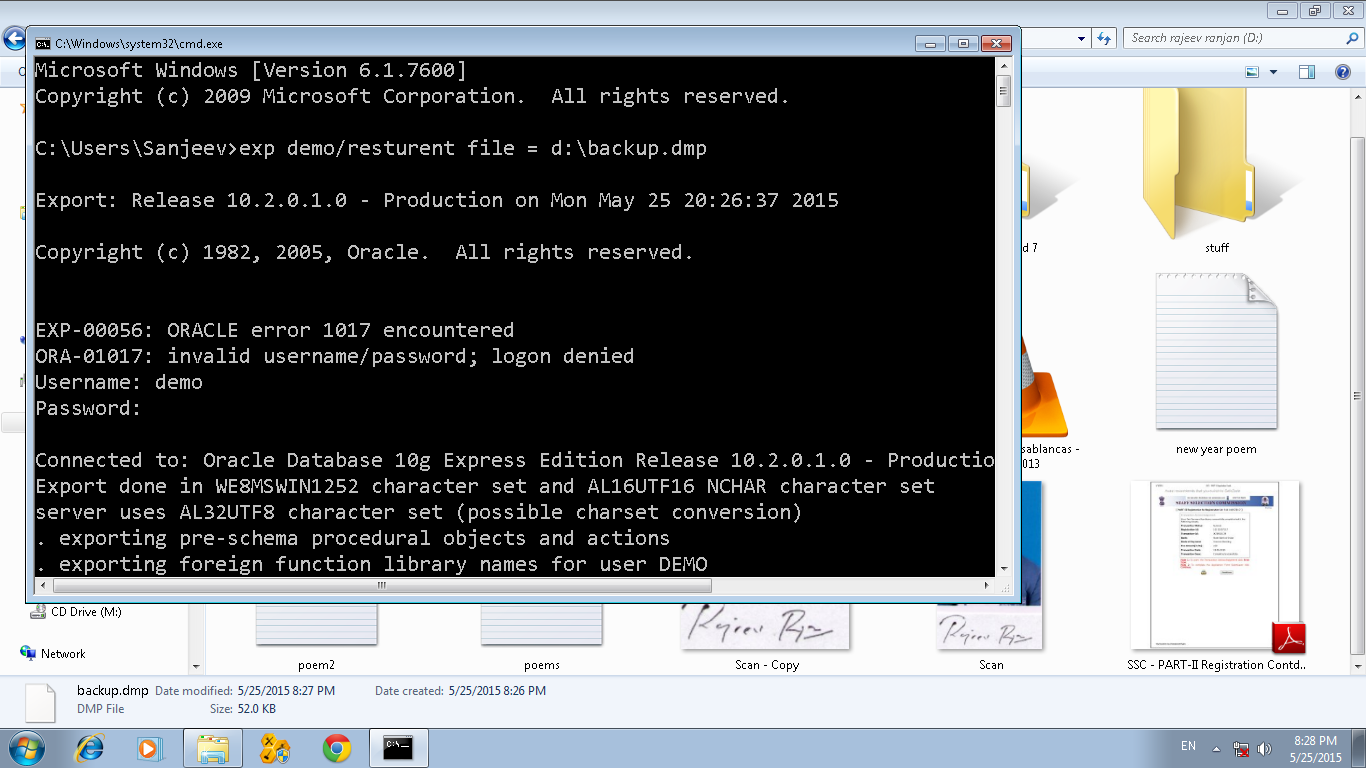 C:\Windows\system32\cmd.exe
Search rajeev ranjan (D:)
Microsoft Windows [Version 6.1.7600]
Copyright (c) 2009 Microsoft Corporation.  All rights reserved.
C:\Users\Sanjeev>exp demo/resturent file = d:\backup.dmp
Export: Release 10.2.0.1.0 - Production on Mon May 25 20:26:37 2015
Copyright (c) 1982, 2005, Oracle.  All rights reserved.
EXP-00056: ORACLE error 1017 encountered
ORA-01017: invalid username/password; logon denied
Username: demo
Password:
Connected to: Oracle Database 10g Express Edition Release 10.2.0.1.0 - Productio
Export done in WE8MSWIN1252 character set and AL16UTF16 NCHAR character set
server uses AL32UTF8 character set (possible charset conversion)
. exporting pre-schema procedural objects and actions
. exporting foreign function library names for user DEMO
d 7
stuff
sablancas -
013
new year poem
CD Drive (M:)
Network
poem2
poems
Scan - Copy
Scan
SSC - PART-II Registration Contd..
backup.dmp Date modified: 5/25/2015 8:27 PM Date created: 5/25/2015 8:26 PM
DMP File Size: 52.0 KB
EN
8:28 PM
5/25/2015